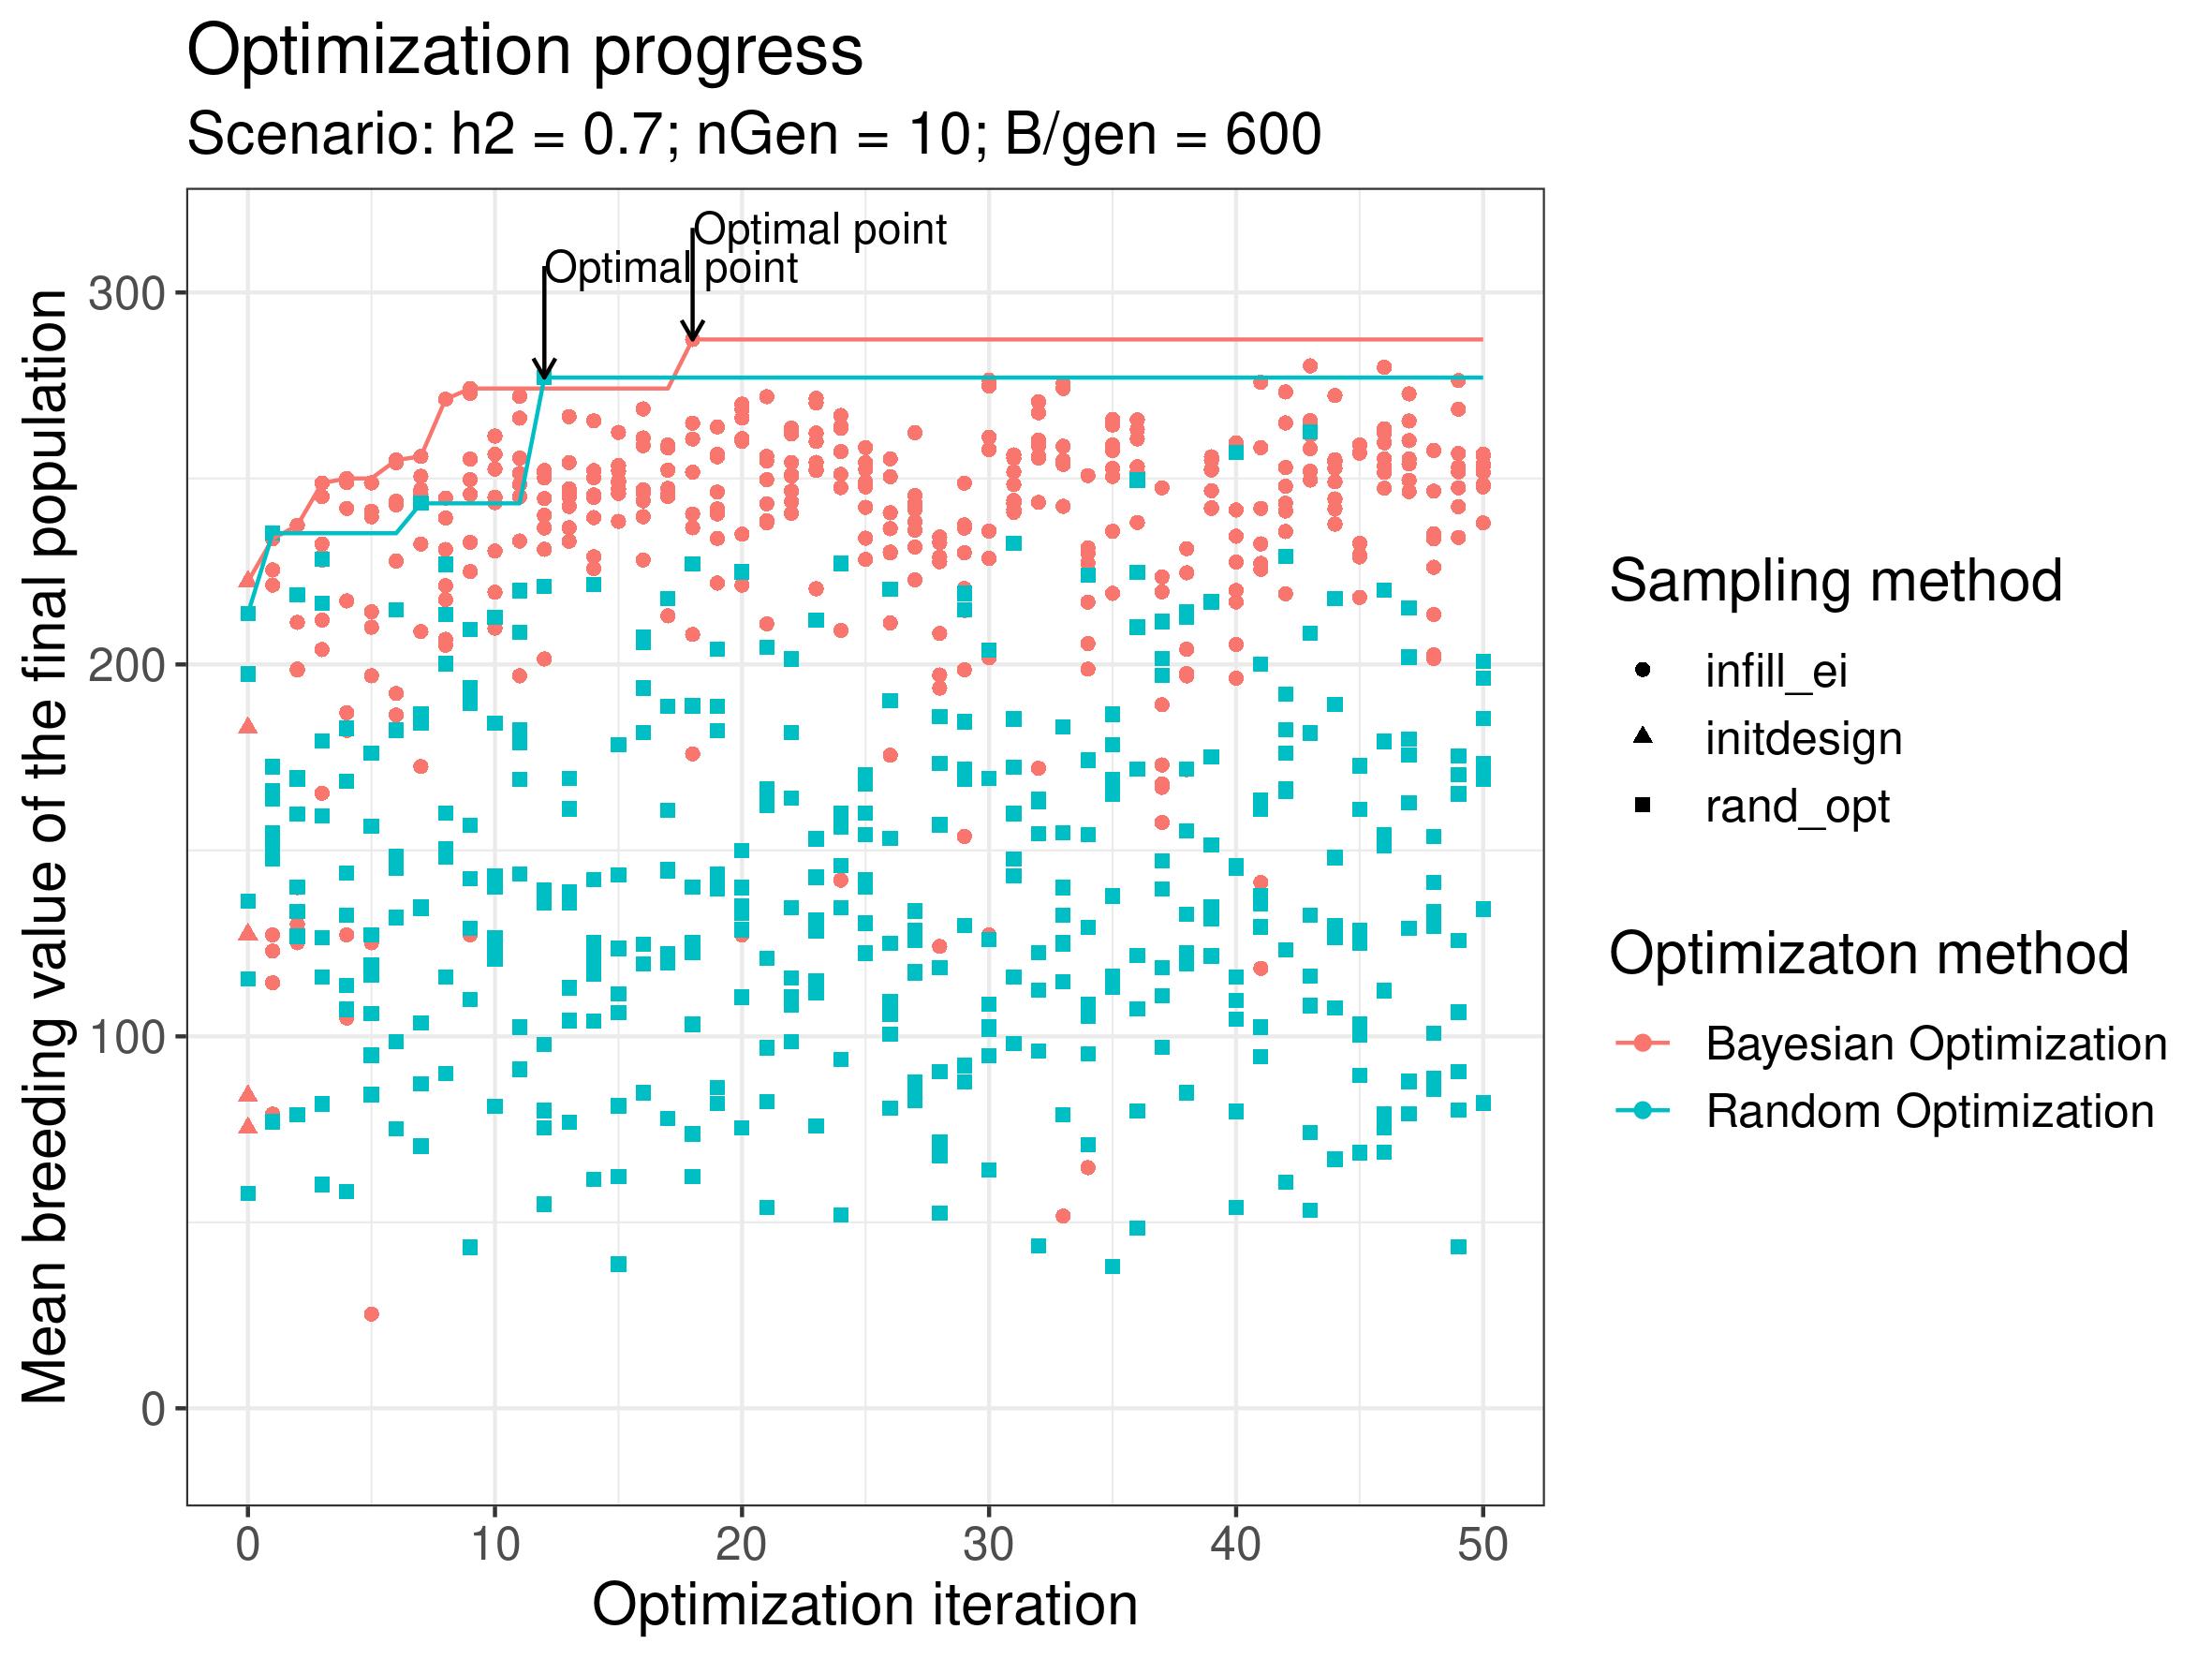 Optimization progress
Scenario: h2 = 0.7; nGen = 10; B/gen = 600
Optimal point
Optimal point
Mean breeding value of the final population
300
200
100
0
0 10 20 30 40 50
Optimization iteration
Sampling method
infill_ei
initdesign
rand_opt
Optimizaton method
Bayesian Optimization
Random Optimization